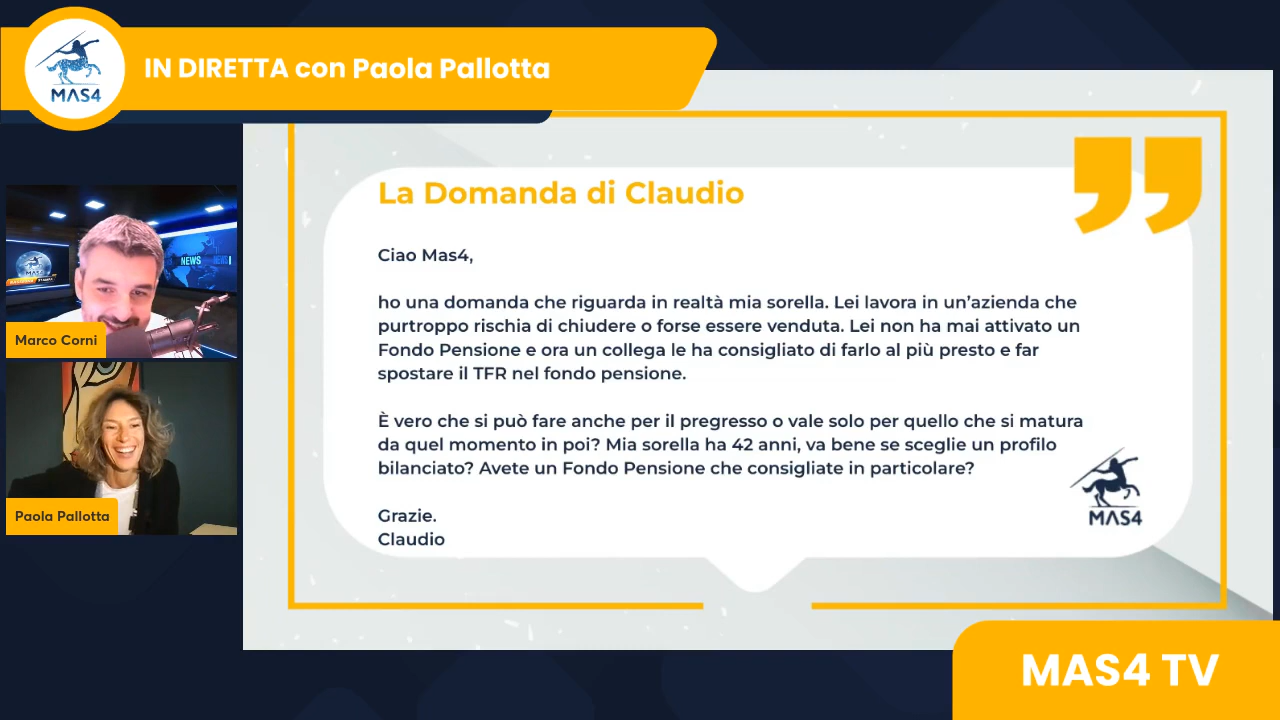 IN DIRETTA con Paola Pallotta
MAS4
La Domanda di Claudio
Ciao Mas4,
ho una domanda che riguarda in realtà mia sorella. Lei lavora in un’azienda che
purtroppo rischia di chiudere o forse essere venduta. Lei non ha mai attivato un
Fondo Pensione e ora un collega le ha consigliato di farlo al più presto e far
spostare il TFR nel fondo pensione.
È vero che si può fare anche per il pregresso o vale solo per quello che si matura
da quel momento in poi? Mia sorella ha 42 anni, va bene se sceglie un profilo
bilanciato? Avete un Fondo Pensione che consigliate in particolare?
Grazie.
Claudio
MAS4
NEWS
Marco Corni
Paola Pallotta
MAS4 TV